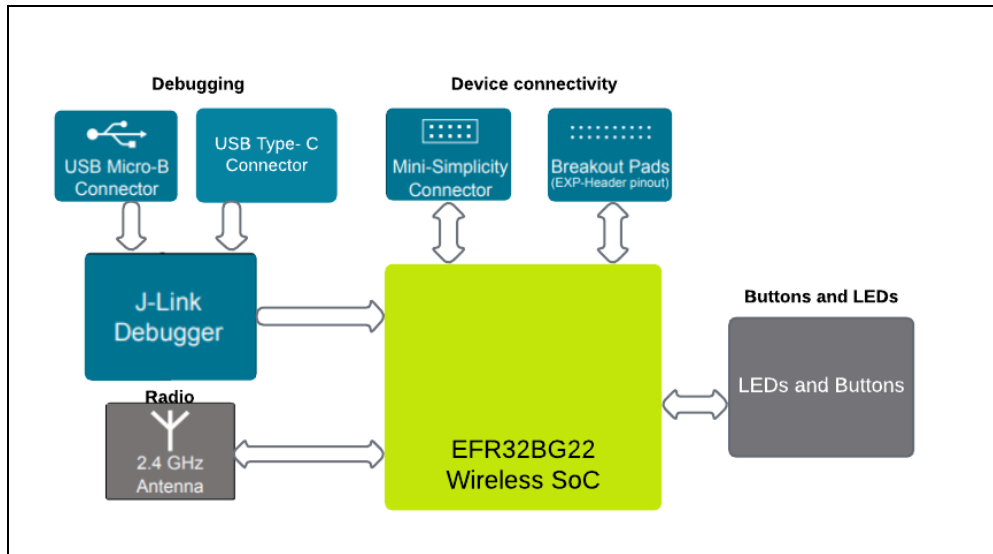 Debugging
Device connectivity
USB Micro-B
Connector
USB Type- C
Connector
Mini-Simplicity
Connector
Breakout Pads
(EXP-Header pinout)
J-Link
Debugger
Buttons and LEDs
LEDs and Buttons
Radio
2.4 GHz
Antenna
EFR32BG22
Wireless SoC